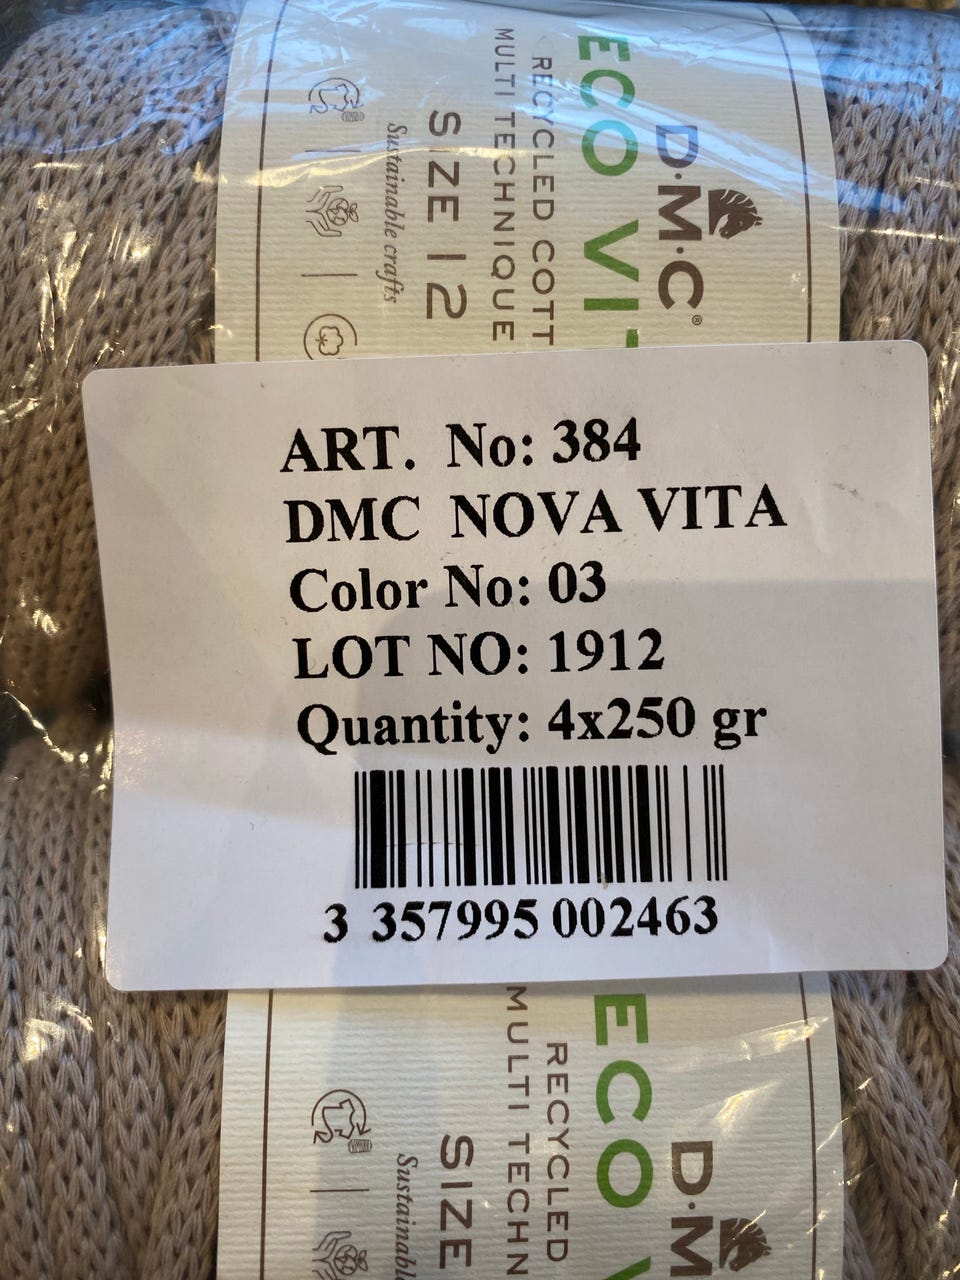 D·M·C®
ECO VI
RECYCLED COTT
MULTI TECHNIQUE
SIZE 12
Sustainable crafts
ART. No: 384
DMC NOVA VITA
Color No: 03
LOT NO: 1912
Quantity: 4x250 gr
3 357995 002463
D·M
ECO
RECYCLED
MULTI TECHN
SIZE
Sustainabl